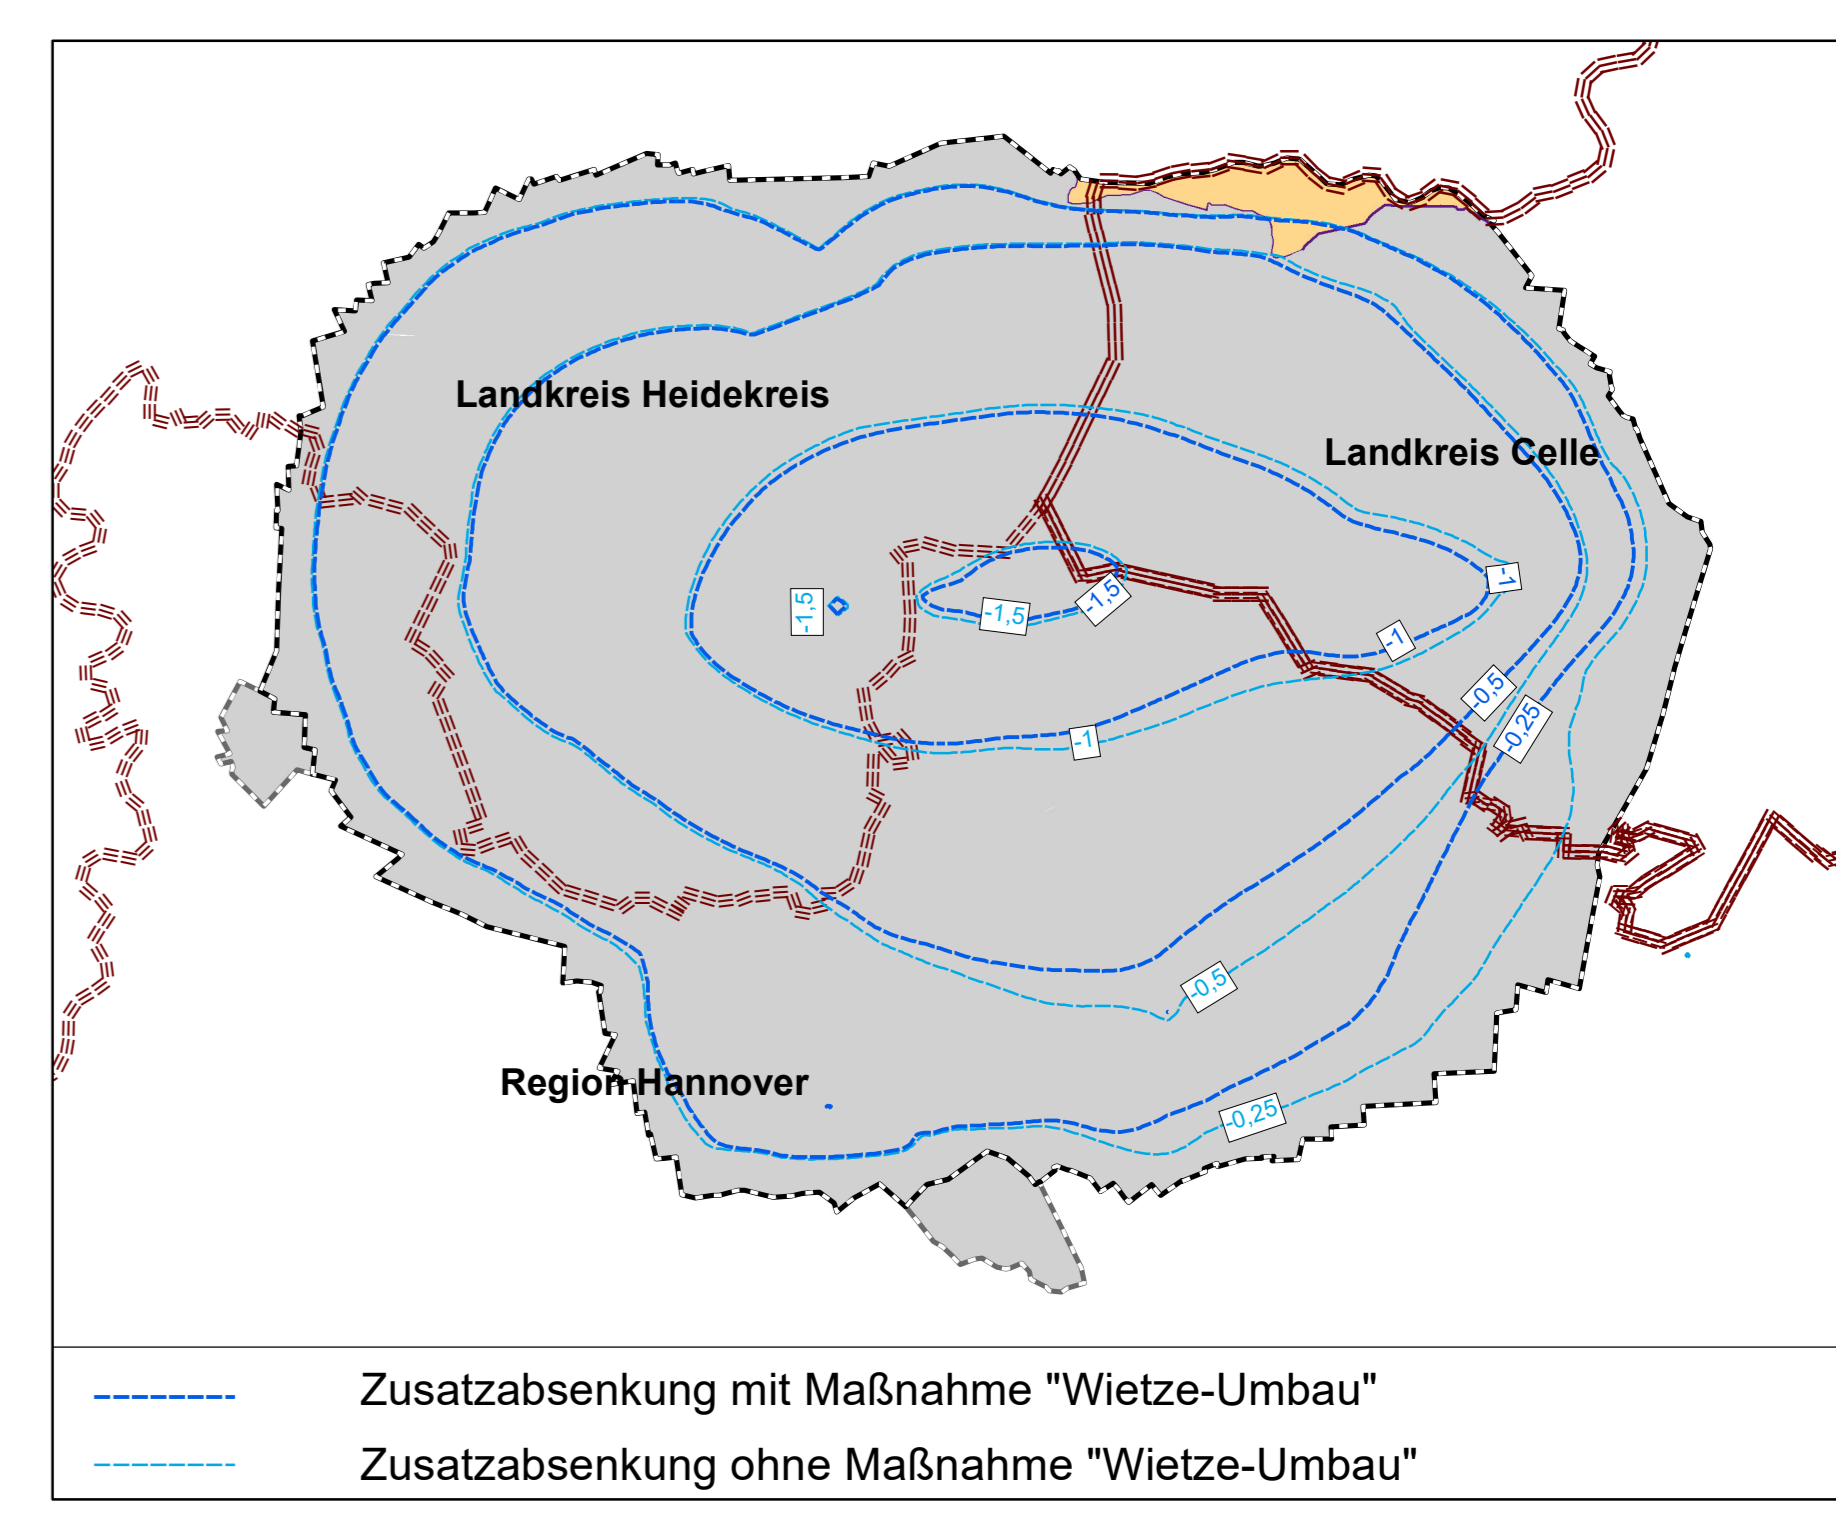 Landkreis Heidekreis
Landkreis Celle
-1
-1,5
-1,5
-1,5
-1
-0,5
-0,25
-1
-0,5
Region Hannover
-0,25
Zusatzabsenkung mit Maßnahme "Wietze-Umbau"
Zusatzabsenkung ohne Maßnahme "Wietze-Umbau"